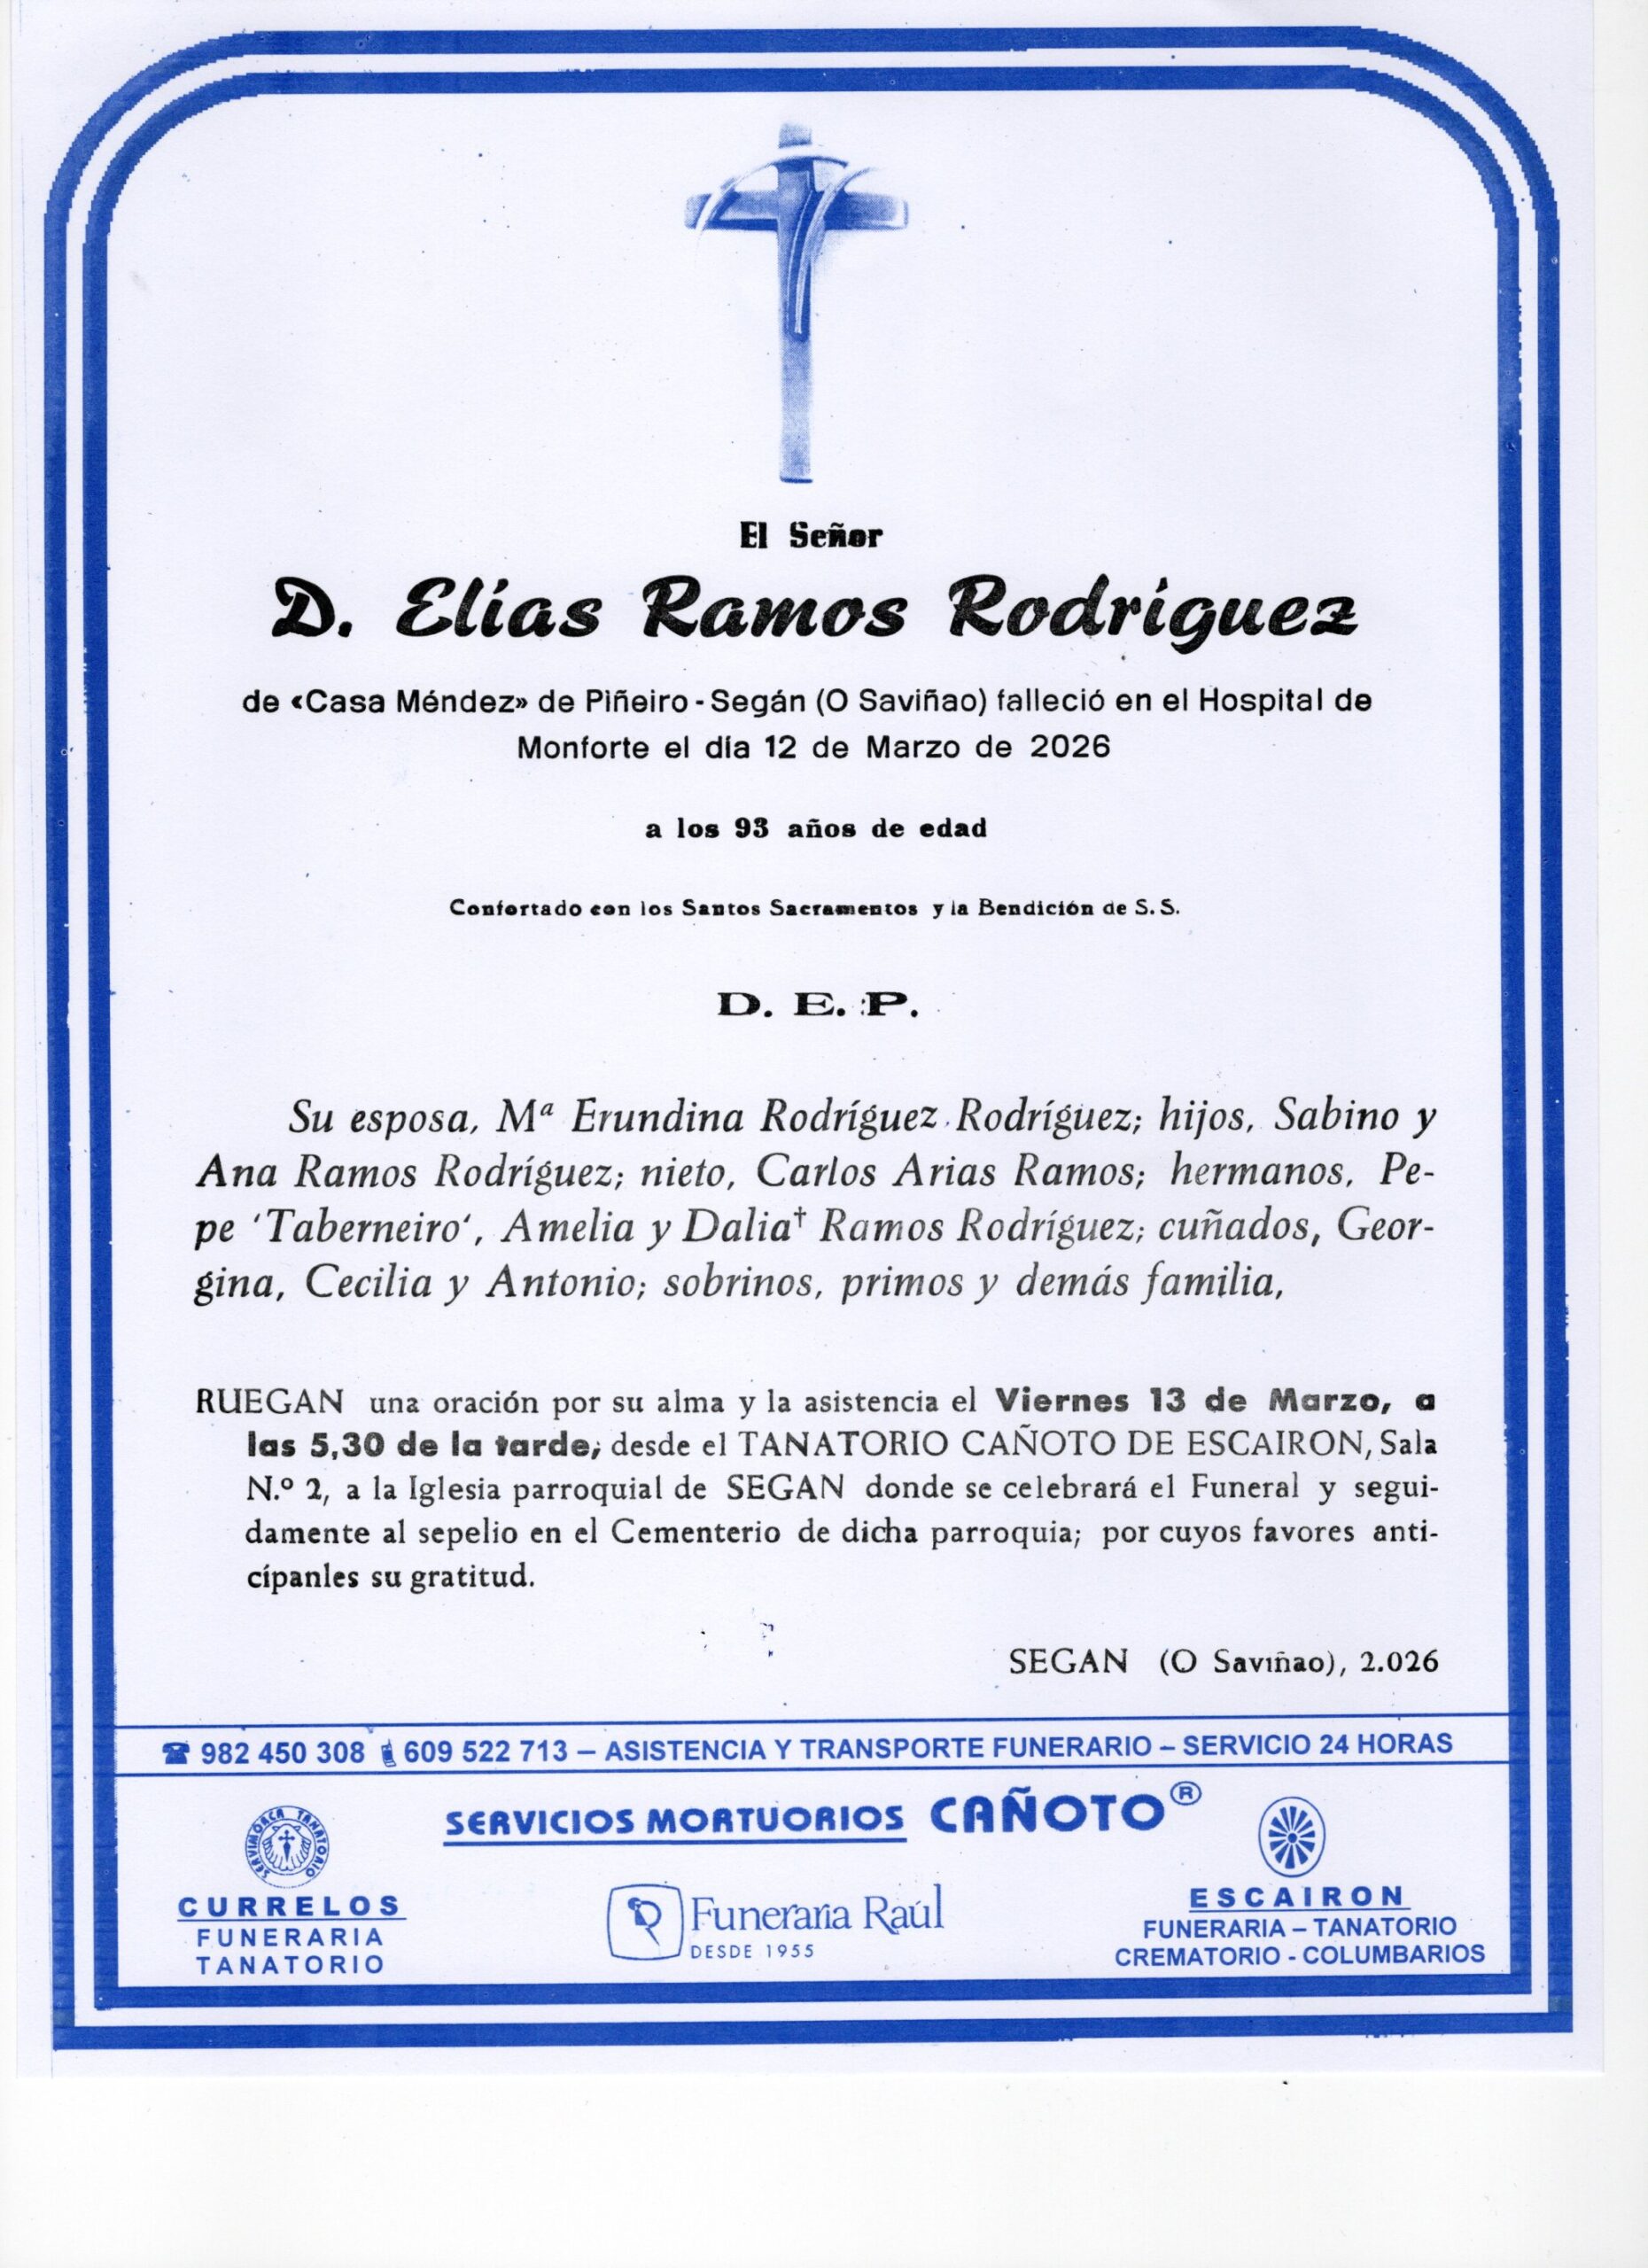 El Señor
D. Elías Ramos Rodríguez
de «Casa Méndez» de Piñeiro - Segán (O Saviñao) falleció en el Hospital de
Monforte el día 12 de Marzo de 2026
a los 93 años de edad
Confortado con los Santos Sacramentos y la Bendición de S. S.
D. E. P.
Su esposa, Mª Erundina Rodríguez Rodríguez; hijos, Sabino y
Ana Ramos Rodríguez; nieto, Carlos Arias Ramos; hermanos, Pe-
pe ‘Taberneiro‘, Amelia y Dalia† Ramos Rodríguez; cuñados, Geor-
gina, Cecilia y Antonio; sobrinos, primos y demás familia,
RUEGAN una oración por su alma y la asistencia el Viernes 13 de Marzo, a
las 5,30 de la tarde, desde el TANATORIO CAÑOTO DE ESCAIRON, Sala
N.º 2, a la Iglesia parroquial de SEGAN donde se celebrará el Funeral y segui-
damente al sepelio en el Cementerio de dicha parroquia; por cuyos favores anti-
cípanles su gratitud.
SEGAN (O Saviñao), 2.026
☎ 982 450 308 609 522 713 – ASISTENCIA Y TRANSPORTE FUNERARIO – SERVICIO 24 HORAS
SERVICIOS MORTUORIOS CAÑOTO®
SERVIMORCA TANATORIO
CURRELOS
FUNERARIA
TANATORIO
Funeraria Raúl
DESDE 1955
ESCAIRON
FUNERARIA – TANATORIO
CREMATORIO - COLUMBARIOS